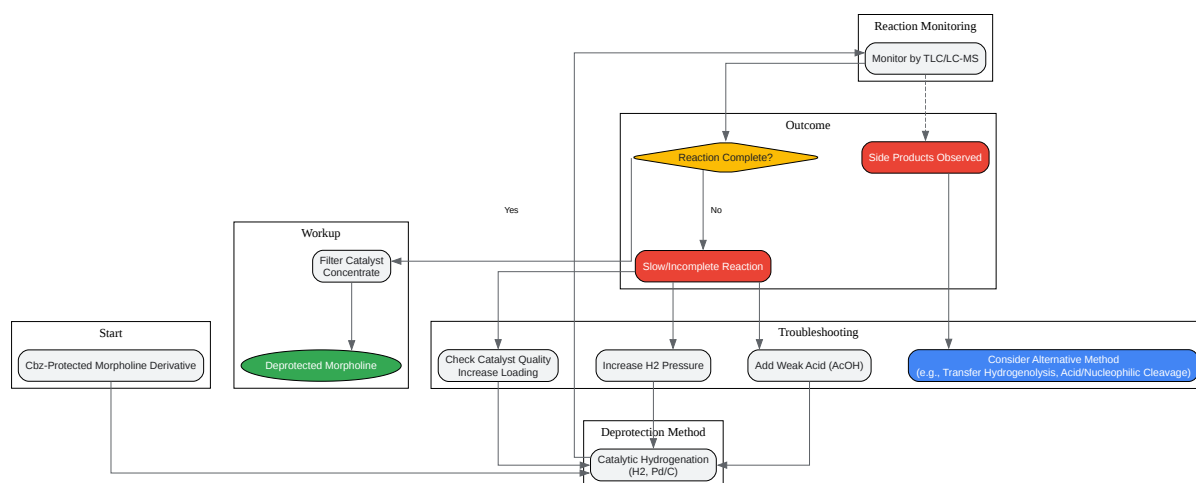 Reaction Monitoring
Monitor by TLC/LC-MS
Outcome
Reaction Complete?
Side Products Observed
Yes
No
Workup
Filter Catalyst
Concentrate
Slow/Incomplete Reaction
Start
Troubleshooting
Cbz-Protected Morpholine Derivative
Deprotected Morpholine
Check Catalyst Quality
Increase Loading
Increase H2 Pressure
Add Weak Acid (AcOH)
Consider Alternative Method
(e.g., Transfer Hydrogenolysis, Acid/Nucleophilic Cleavage)
Deprotection Method
Catalytic Hydrogenation
(H2, Pd/C)